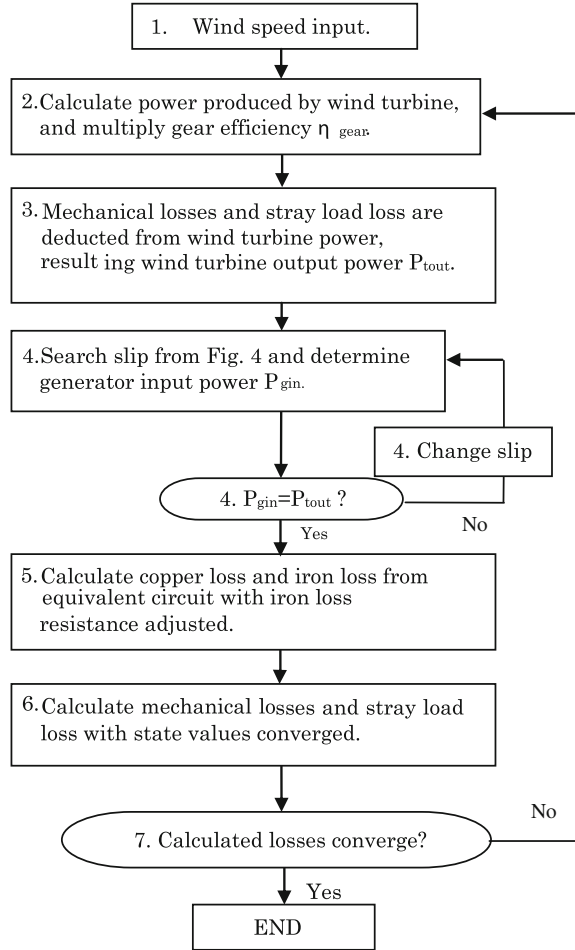 1. Wind speed input.
2.Calculate power produced by wind turbine,
and multiply gear efficiency η gear.
3. Mechanical losses and stray load loss are
deducted from wind turbine power,
result ing wind turbine output power Ptout.
4.Search slip from Fig. 4 and determine
generator input power Pgin.
4. Change slip
4. Pgin=Ptout ?
No
Yes
5. Calculate copper loss and iron loss from
equivalent circuit with iron loss
resistance adjusted.
6. Calculate mechanical losses and stray load
loss with state values converged.
No
7. Calculated losses converge?
Yes
END